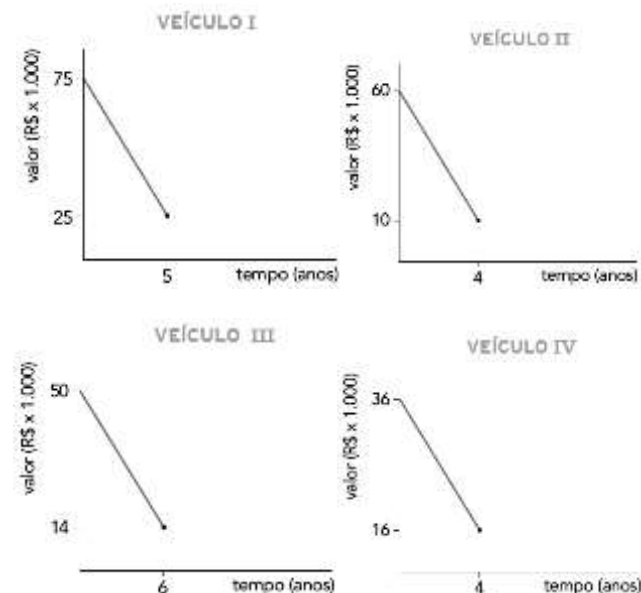 VEÍCULO I
valor (R$ x 1.000)
75
25
5
tempo (anos)
VEÍCULO II
valor (R$ x 1.000)
60
10
4
tempo (anos)
VEÍCULO III
valor (R$ x 1.000)
50
14
6
tempo (anos)
VEÍCULO IV
valor (R$ x 1.000)
36
16
4
tempo (anos)